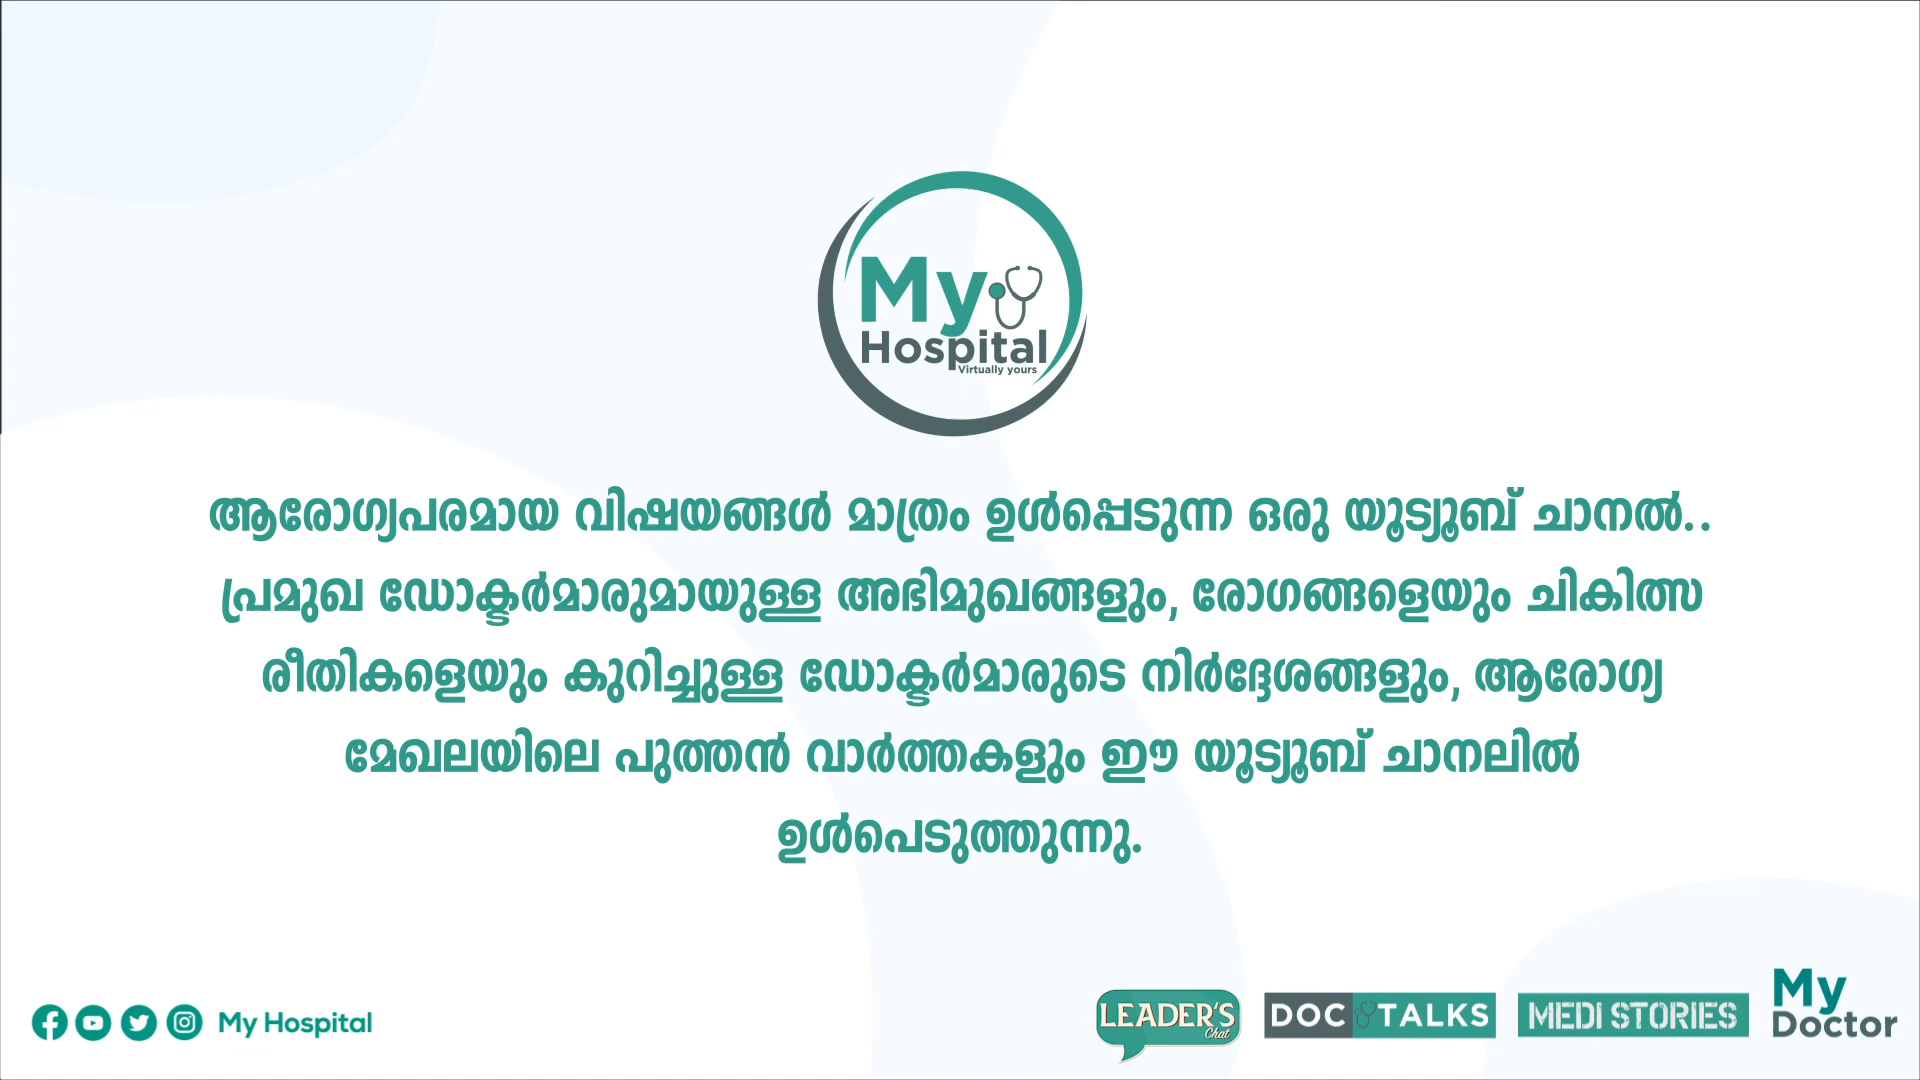 My
Hospital
Virtually yours
ആരോഗ്യപരമായ വിഷയങ്ങൾ മാത്രം ഉൾപ്പെടുന്ന ഒരു യൂട്യൂബ് ചാനൽ..
പ്രമുഖ ഡോക്ടർമാരുമായുള്ള അഭിമുഖങ്ങളും, രോഗങ്ങളെയും ചികിത്സ
രീതികളെയും കുറിച്ചുള്ള ഡോക്ടർമാരുടെ നിർദ്ദേശങ്ങളും, ആരോഗ്യ
മേഖലയിലെ പുത്തൻ വാർത്തകളും ഈ യൂട്യൂബ് ചാനലിൽ
ഉൾപെടുത്തുന്നു.
My Hospital
LEADER'S
Chat
DOC TALKS
MEDI STORIES
My
Doctor